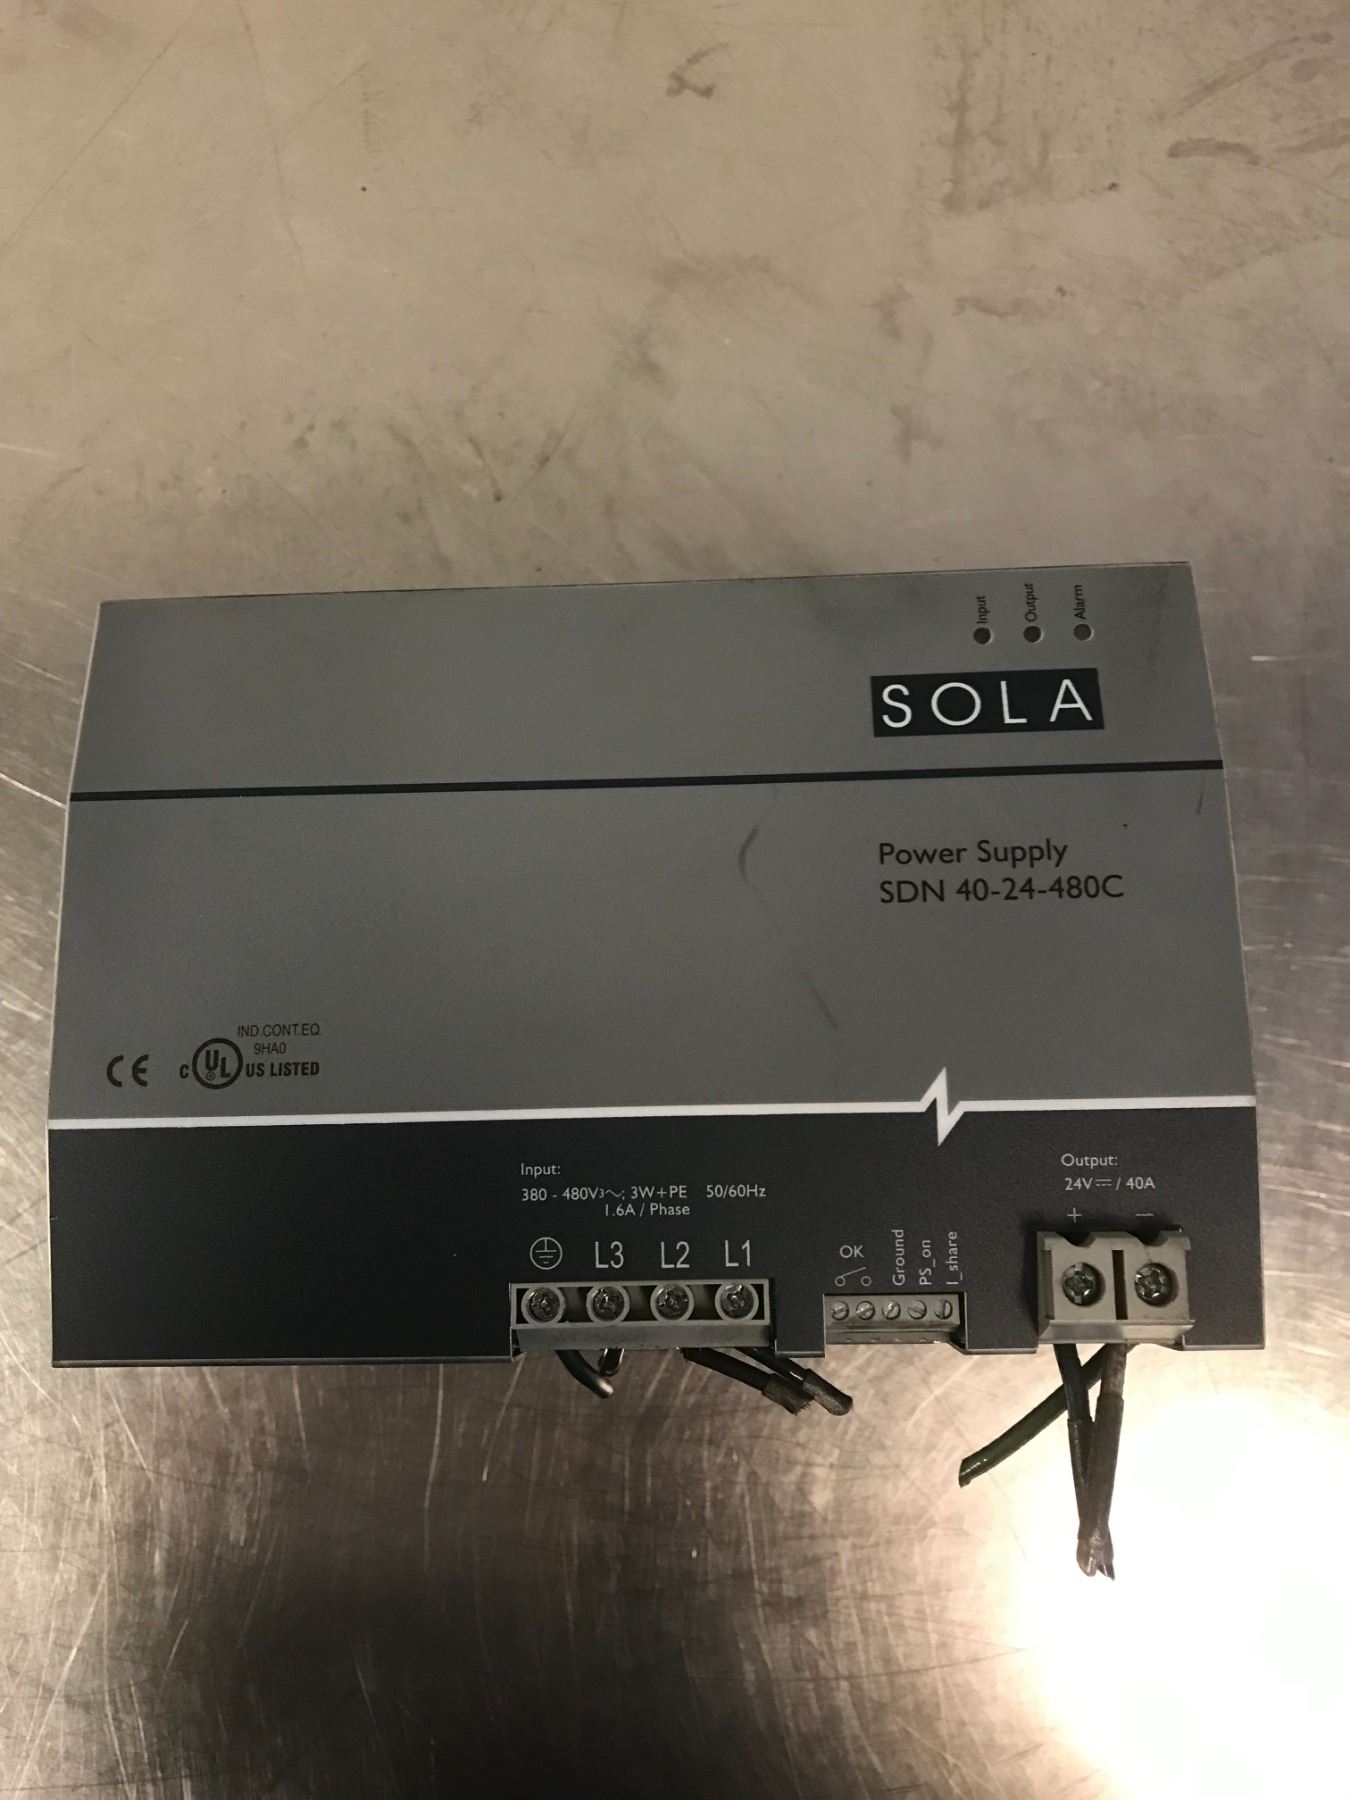 Input
Output
Alarm
SOLA
Power Supply
SDN 40-24-480C
IND.CONT.EQ.
9HA0
CE
C UL US LISTED
Input:
380 - 480V3~; 3W+PE 50/60Hz
1.6A / Phase
L3 L2 L1
OK
Ground
PS_on
I_share
Output:
24V⎓ / 40A
+ −